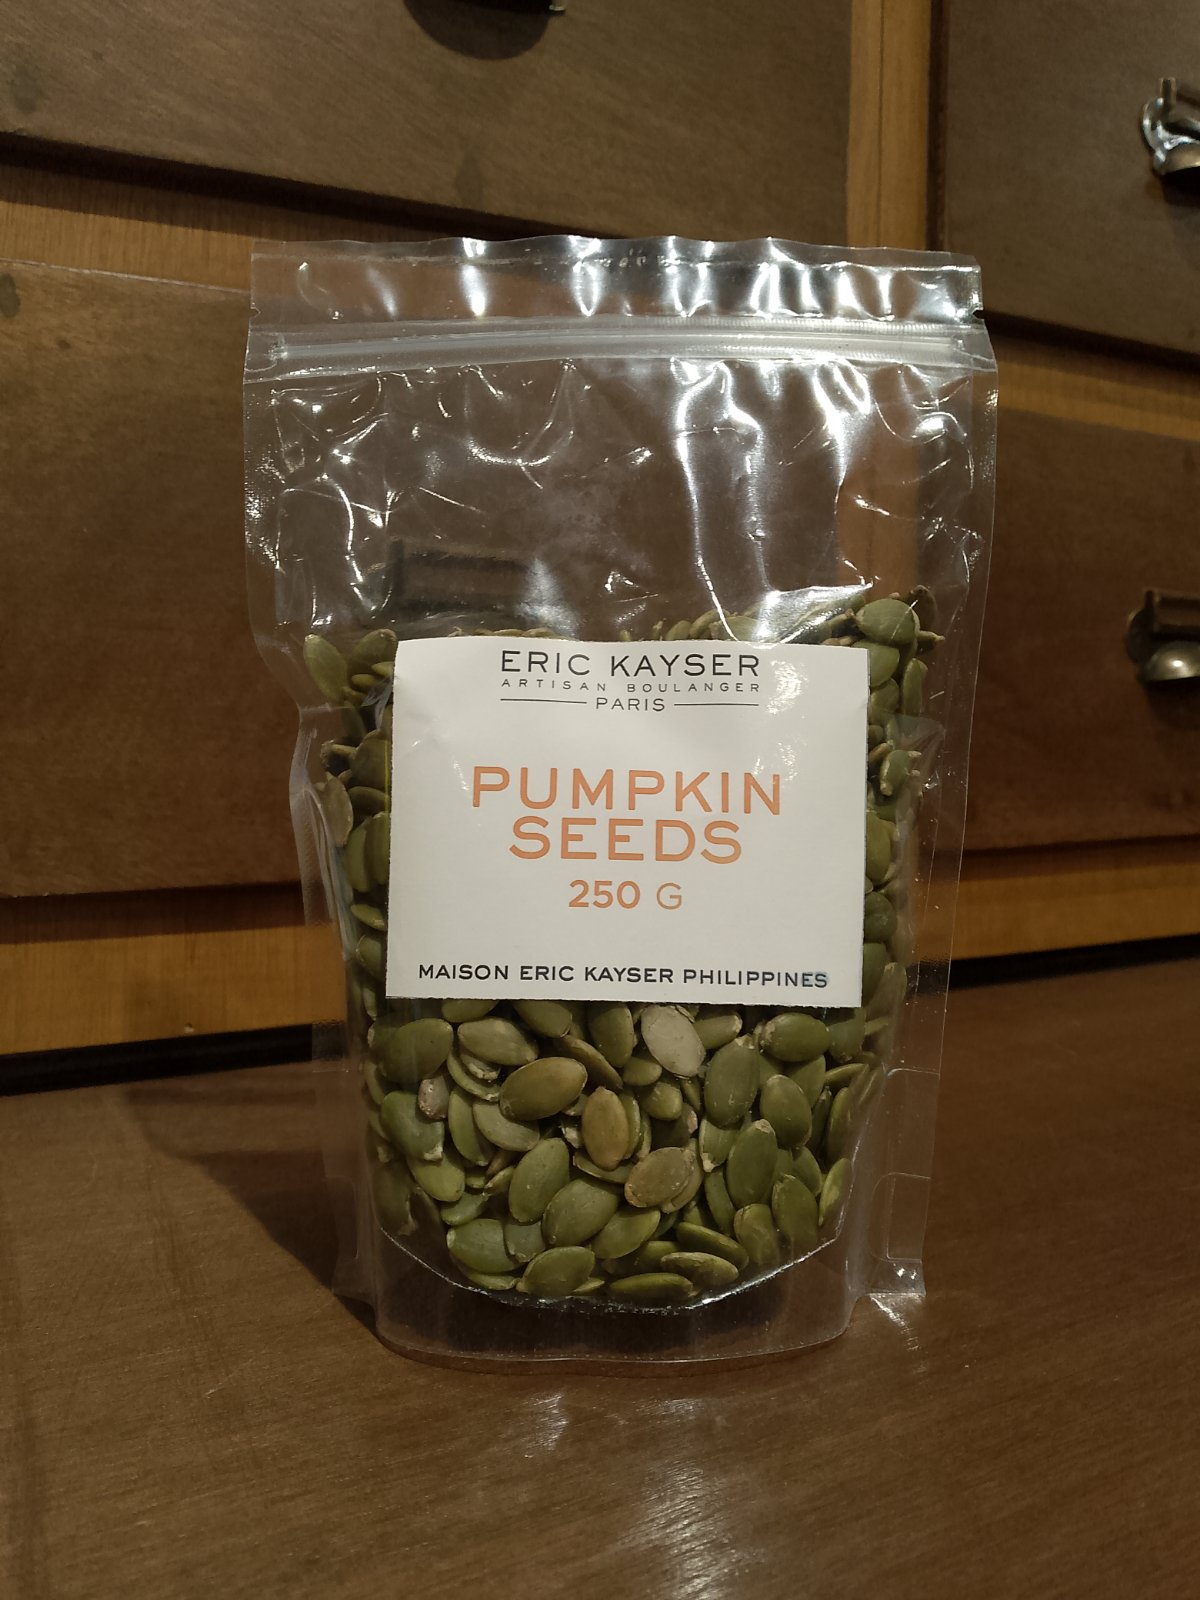 ERIC KAYSER
ARTISAN BOULANGER
PARIS
PUMPKIN
SEEDS
250 G
MAISON ERIC KAYSER PHILIPPINES